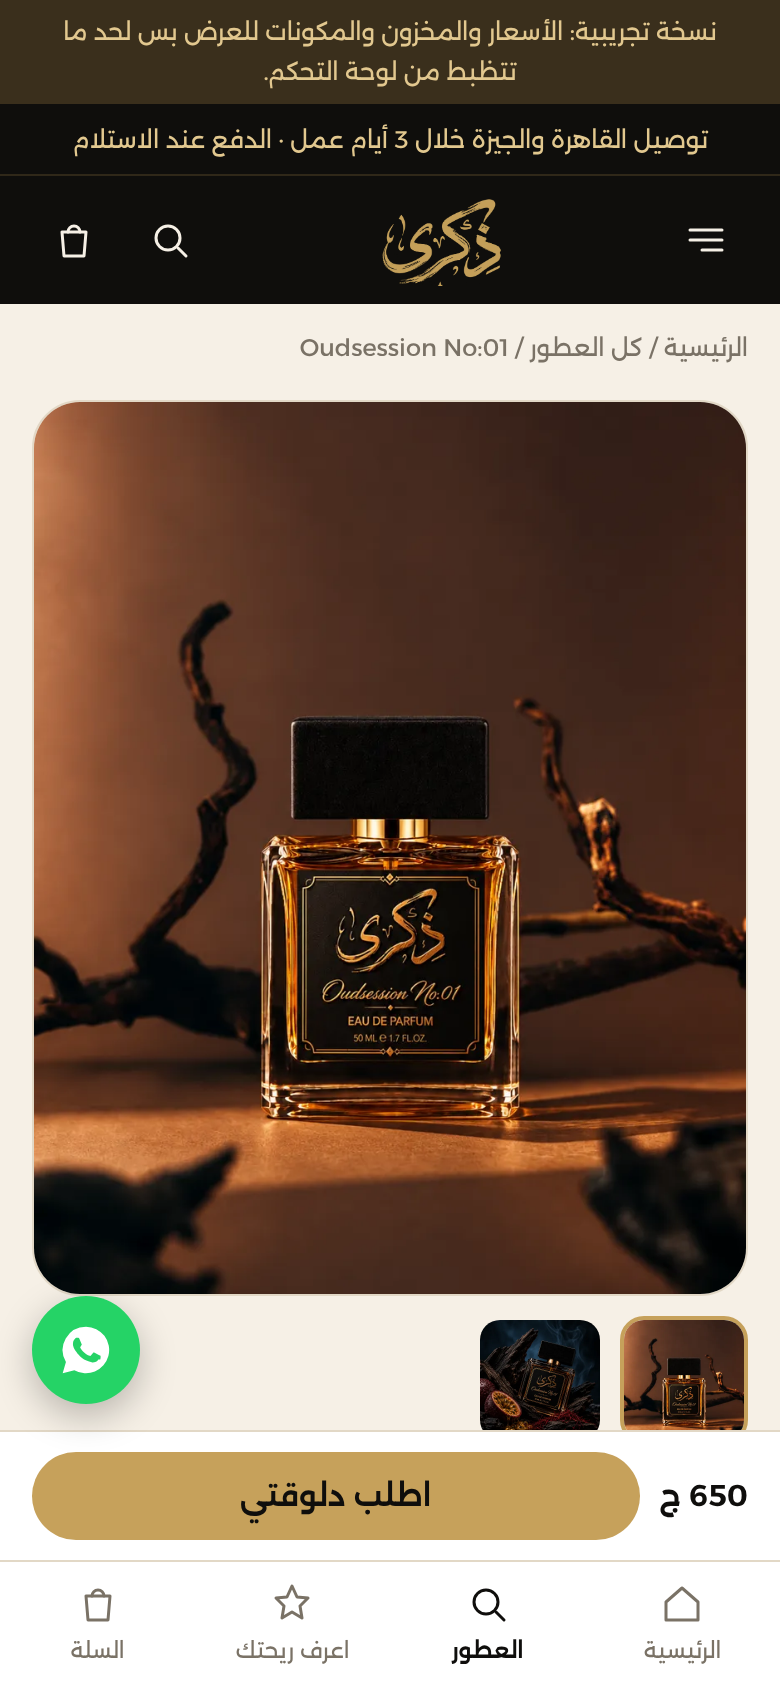 نسخة تجريبية: الأسعار والمخزون والمكونات للعرض بس لحد ما
تتظبط من لوحة التحكم.
توصيل القاهرة والجيزة خلال 3 أيام عمل · الدفع عند الاستلام
ذكرى
الرئيسية / كل العطور / Oudsession No:01
ذكرى
Oudsession No:01
EAU DE PARFUM
50 ML e 1.7 FL.OZ.
650 ج
اطلب دلوقتي
الرئيسية
العطور
اعرف ريحتك
السلة